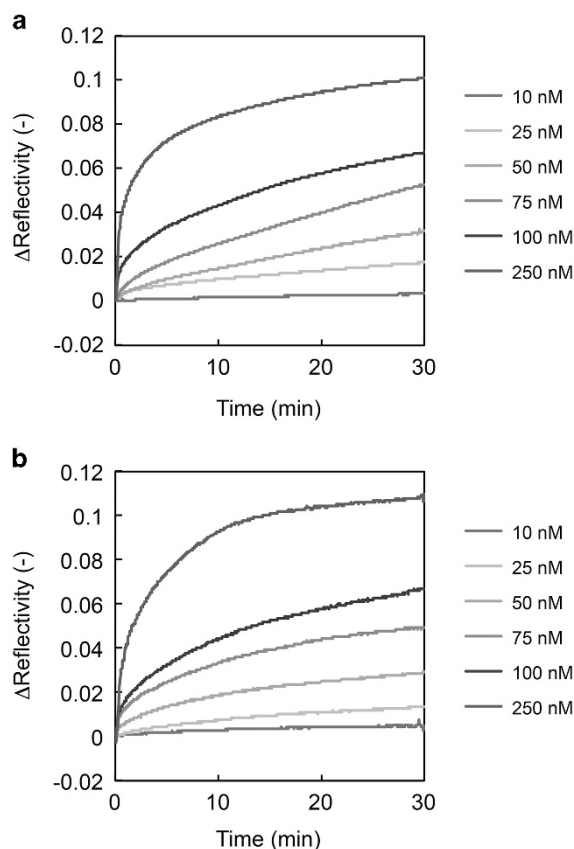 a
0.12
0.1
0.08
0.06
0.04
0.02
0
-0.02
ΔReflectivity (-)
0 10 20 30
Time (min)
10 nM
25 nM
50 nM
75 nM
100 nM
250 nM
b
0.12
0.1
0.08
0.06
0.04
0.02
0
-0.02
ΔReflectivity (-)
0 10 20 30
Time (min)
10 nM
25 nM
50 nM
75 nM
100 nM
250 nM